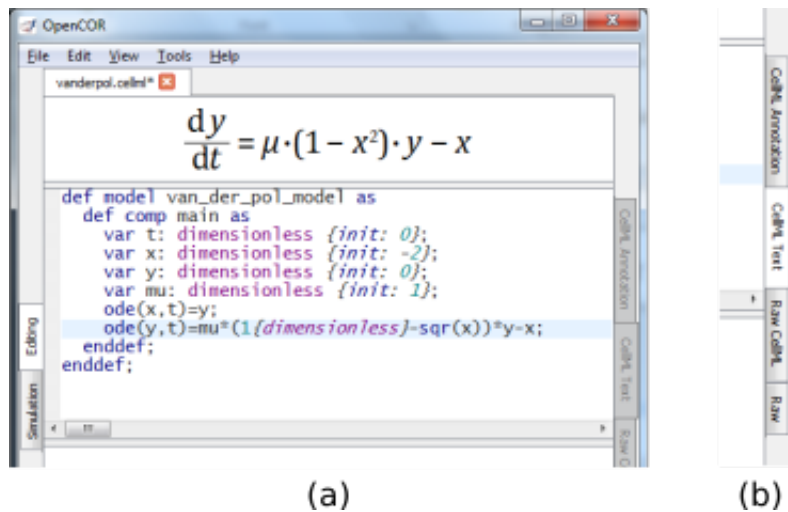 OpenCOR
File Edit View Tools Help
vanderpol.cellml*
dy/dt = μ·(1 − x²)·y − x
def model van_der_pol_model as
def comp main as
var t: dimensionless {init: 0};
var x: dimensionless {init: -2};
var y: dimensionless {init: 0};
var mu: dimensionless {init: 1};
ode(x,t)=y;
ode(y,t)=mu*(1{dimensionless}-sqr(x))*y-x;
enddef;
enddef;
Editing
Simulation
CellML Annotation
CellML Text
Raw C
(a)
CellML Annotation
CellML Text
Raw CellML
Raw
(b)